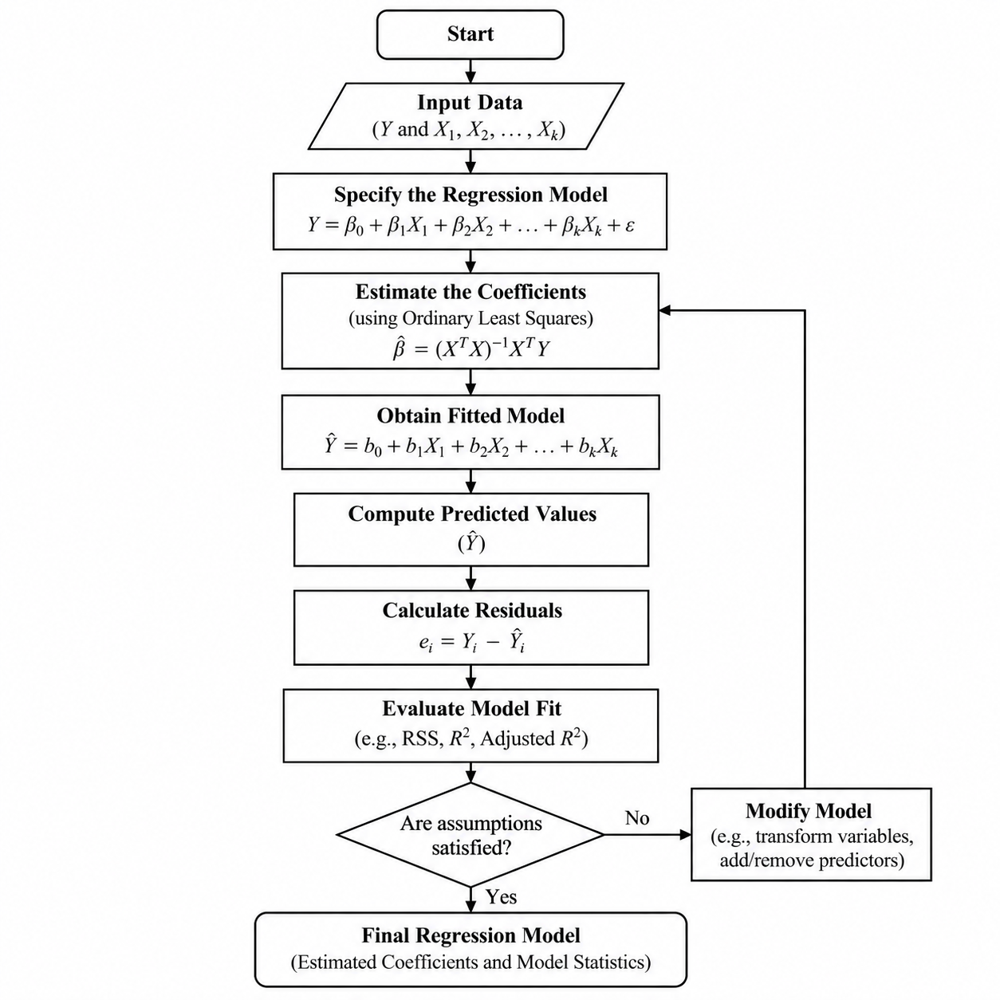 Start
Input Data
(Y and X₁, X₂, …, Xₖ)
Specify the Regression Model
Y = β₀ + β₁X₁ + β₂X₂ + … + βₖXₖ + ε
Estimate the Coefficients
(using Ordinary Least Squares)
β̂ = (XᵀX)⁻¹XᵀY
Obtain Fitted Model
Ŷ = b₀ + b₁X₁ + b₂X₂ + … + bₖXₖ
Compute Predicted Values
(Ŷ)
Calculate Residuals
eᵢ = Yᵢ − Ŷᵢ
Evaluate Model Fit
(e.g., RSS, R², Adjusted R²)
Are assumptions
satisfied?
No
Modify Model
(e.g., transform variables,
add/remove predictors)
Yes
Final Regression Model
(Estimated Coefficients and Model Statistics)